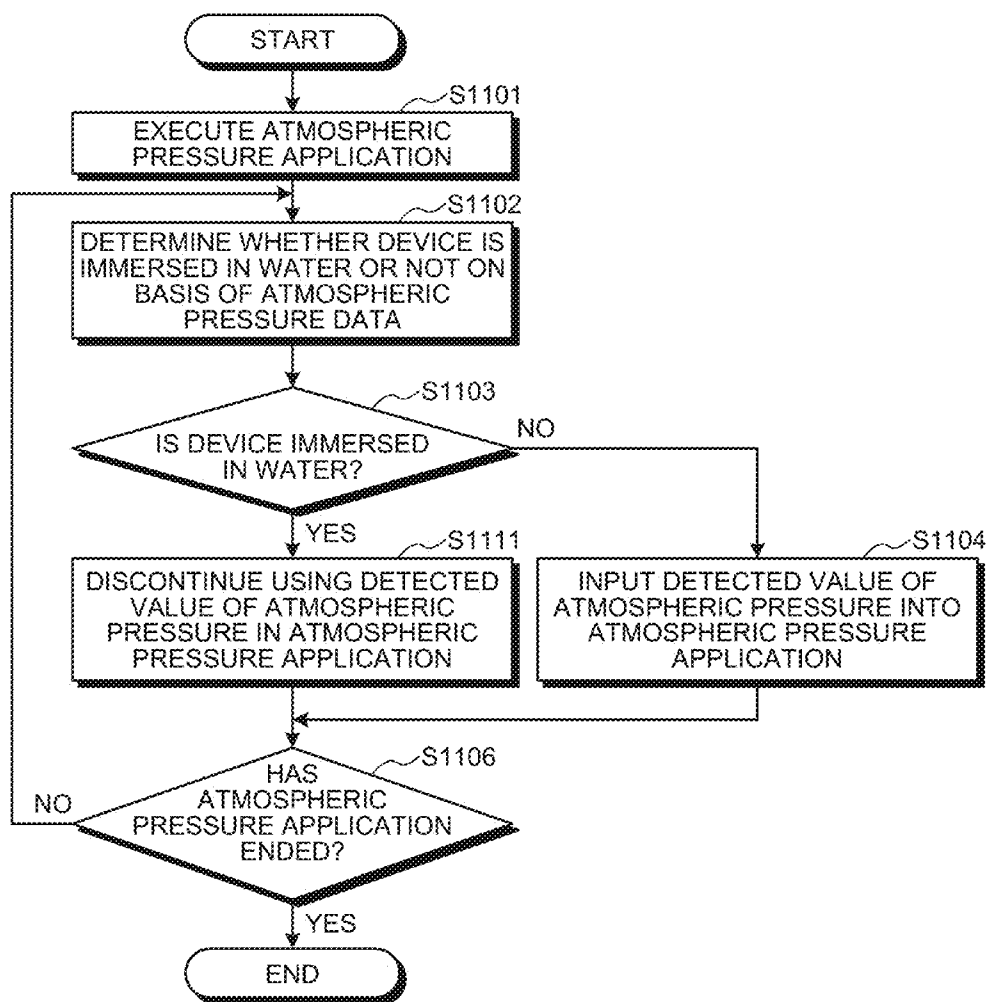 START
S1101
EXECUTE ATMOSPHERIC
PRESSURE APPLICATION
S1102
DETERMINE WHETHER DEVICE IS
IMMERSED IN WATER OR NOT ON
BASIS OF ATMOSPHERIC
PRESSURE DATA
S1103
IS DEVICE IMMERSED
IN WATER?
NO
YES
S1111
DISCONTINUE USING DETECTED
VALUE OF ATMOSPHERIC
PRESSURE IN ATMOSPHERIC
PRESSURE APPLICATION
S1104
INPUT DETECTED VALUE OF
ATMOSPHERIC PRESSURE INTO
ATMOSPHERIC PRESSURE
APPLICATION
S1106
HAS
ATMOSPHERIC
PRESSURE APPLICATION
ENDED?
NO
YES
END